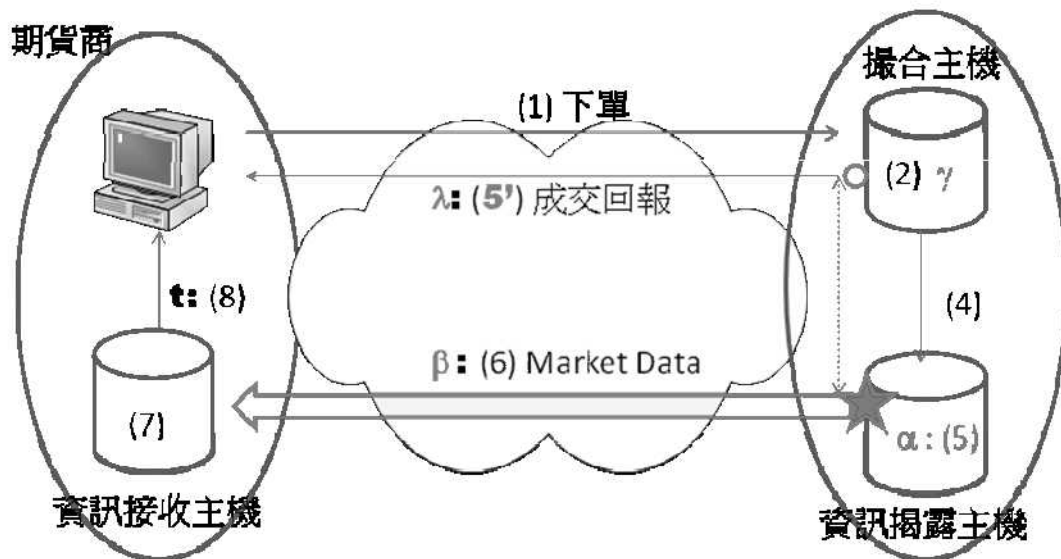 期貨商
撮合主機
(1) 下單
(2) γ
λ: (5') 成交回報
t: (8)
(4)
β : (6) Market Data
(7)
α : (5)
資訊接收主機
資訊揭露主機